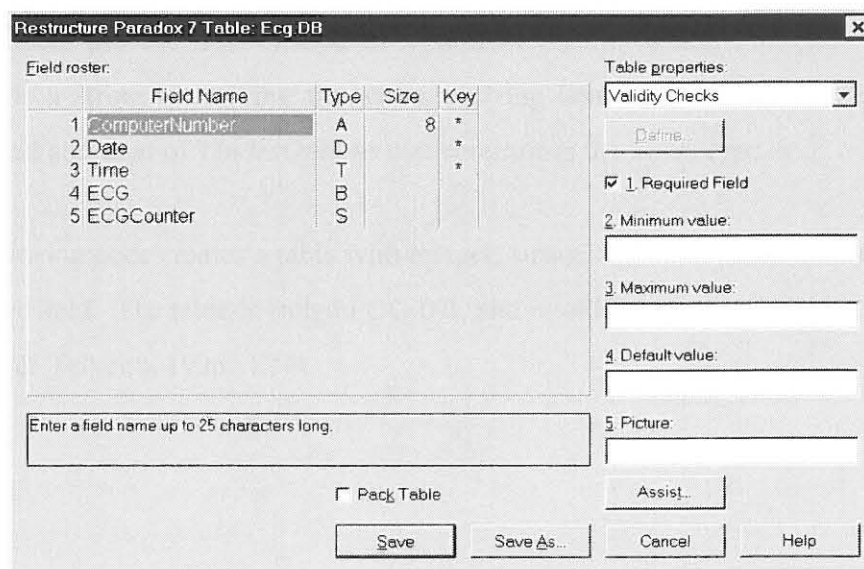 Restructure Paradox 7 Table: Ecg.DB
Field roster:
Field Name Type Size Key
1 ComputerNumber A 8 *
2 Date D *
3 Time T *
4 ECG B
5 ECGCounter S
Enter a field name up to 25 characters long.
Pack Table
Save
Save As...
Table properties:
Validity Checks
Define...
1. Required Field
2. Minimum value:
3. Maximum value:
4. Default value:
5. Picture:
Assist...
Cancel
Help